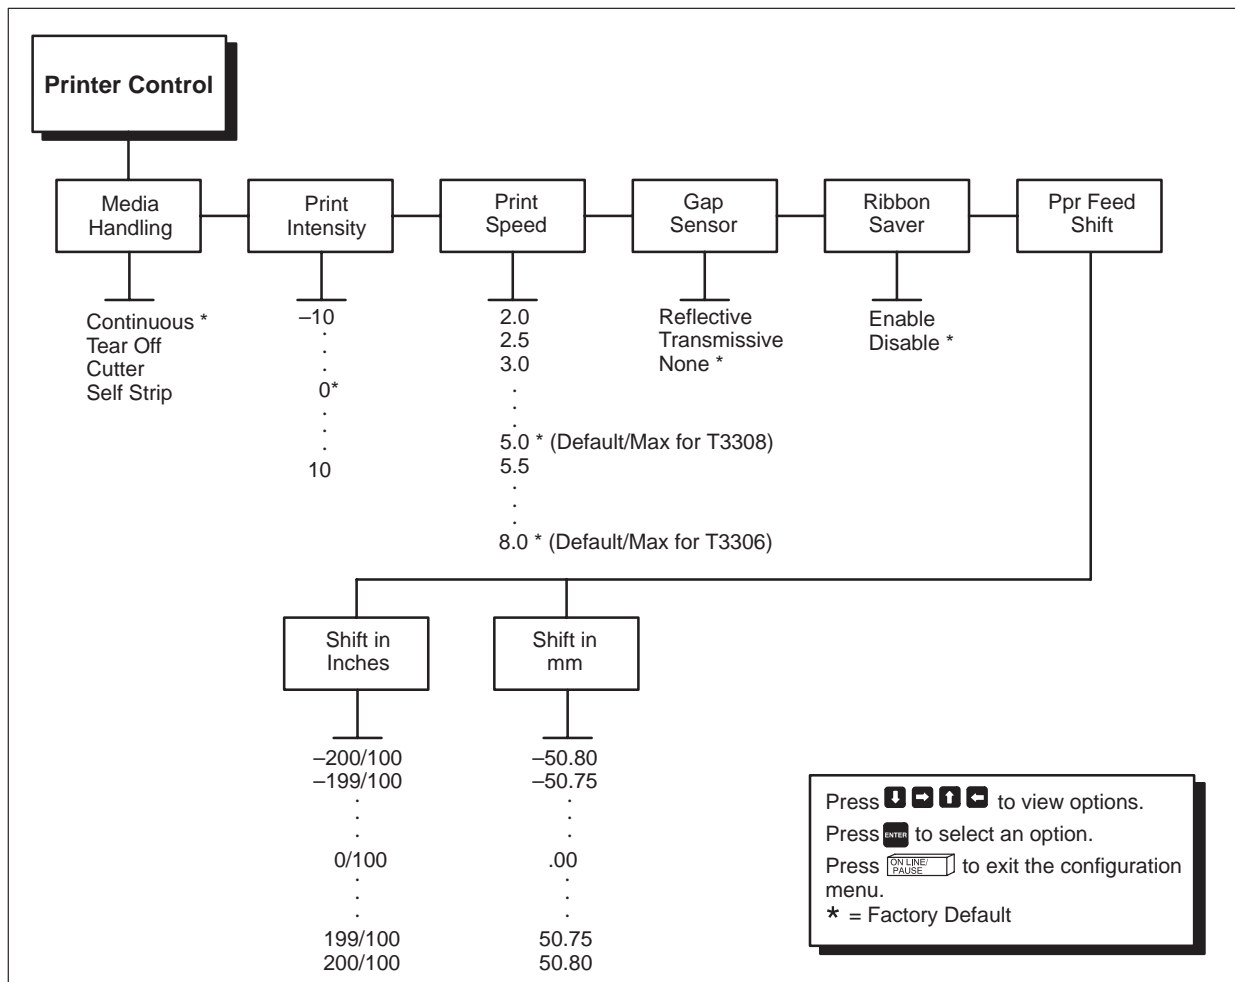 Printer Control
Media
Handling
Print
Intensity
Print
Speed
Gap
Sensor
Ribbon
Saver
Ppr Feed
Shift
Continuous *
Tear Off
Cutter
Self Strip
–10
.
.
.
0*
.
.
.
10
2.0
2.5
3.0
.
.
.
5.0 * (Default/Max for T3308)
5.5
.
.
.
8.0 * (Default/Max for T3306)
Reflective
Transmissive
None *
Enable
Disable *
Shift in
Inches
Shift in
mm
–200/100
–199/100
.
.
.
0/100
.
.
.
199/100
200/100
–50.80
–50.75
.
.
.
.00
.
.
.
50.75
50.80
Press to view options.
Press ENTER to select an option.
Press ON LINE/ PAUSE to exit the configuration
menu.
* = Factory Default